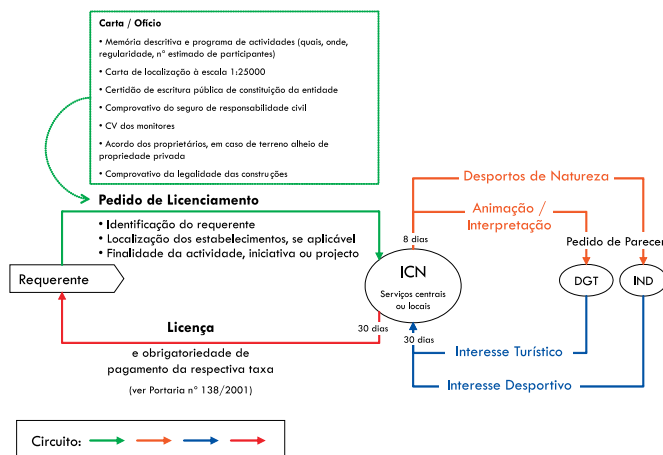 Carta / Ofício
• Memória descritiva e programa de actividades (quais, onde,
regularidade, nº estimado de participantes)
• Carta de localização à escala 1:25000
• Certidão de escritura pública de constituição da entidade
• Comprovativo do seguro de responsabilidade civil
• CV dos monitores
• Acordo dos proprietários, em caso de terreno alheio de
propriedade privada
• Comprovativo da legalidade das construções
Pedido de Licenciamento
• Identificação do requerente
• Localização dos estabelecimentos, se aplicável
• Finalidade da actividade, iniciativa ou projecto
Requerente
Desportos de Natureza
Animação /
Interpretação
8 dias
Pedido de Parecer
ICN
Serviços centrais
ou locais
DGT
IND
30 dias
30 dias
Licença
e obrigatoriedade de
pagamento da respectiva taxa
(ver Portaria nº 138/2001)
Interesse Turístico
Interesse Desportivo
Circuito: